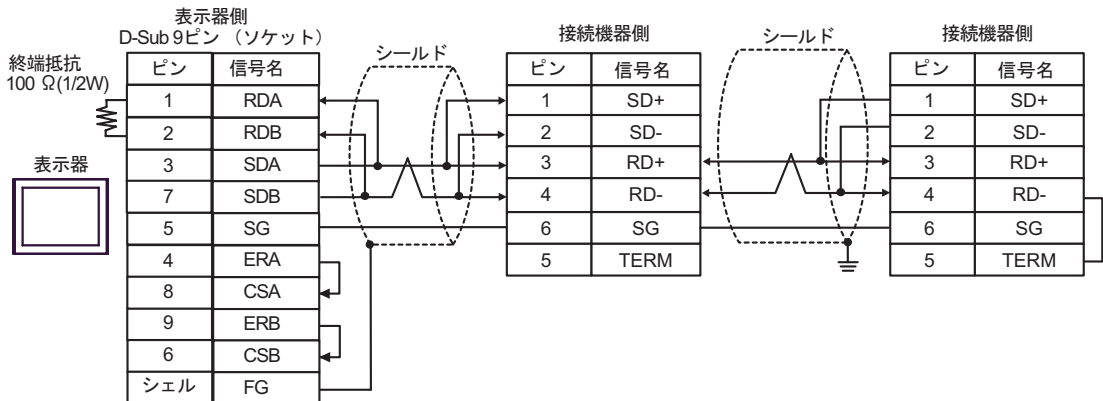 表示器側
D-Sub 9ピン （ソケット）
終端抵抗
100 Ω(1/2W)
表示器
ピン 信号名
1 RDA
2 RDB
3 SDA
7 SDB
5 SG
4 ERA
8 CSA
9 ERB
6 CSB
シェル FG
シールド
接続機器側
ピン 信号名
1 SD+
2 SD-
3 RD+
4 RD-
6 SG
5 TERM
シールド
接続機器側
ピン 信号名
1 SD+
2 SD-
3 RD+
4 RD-
6 SG
5 TERM